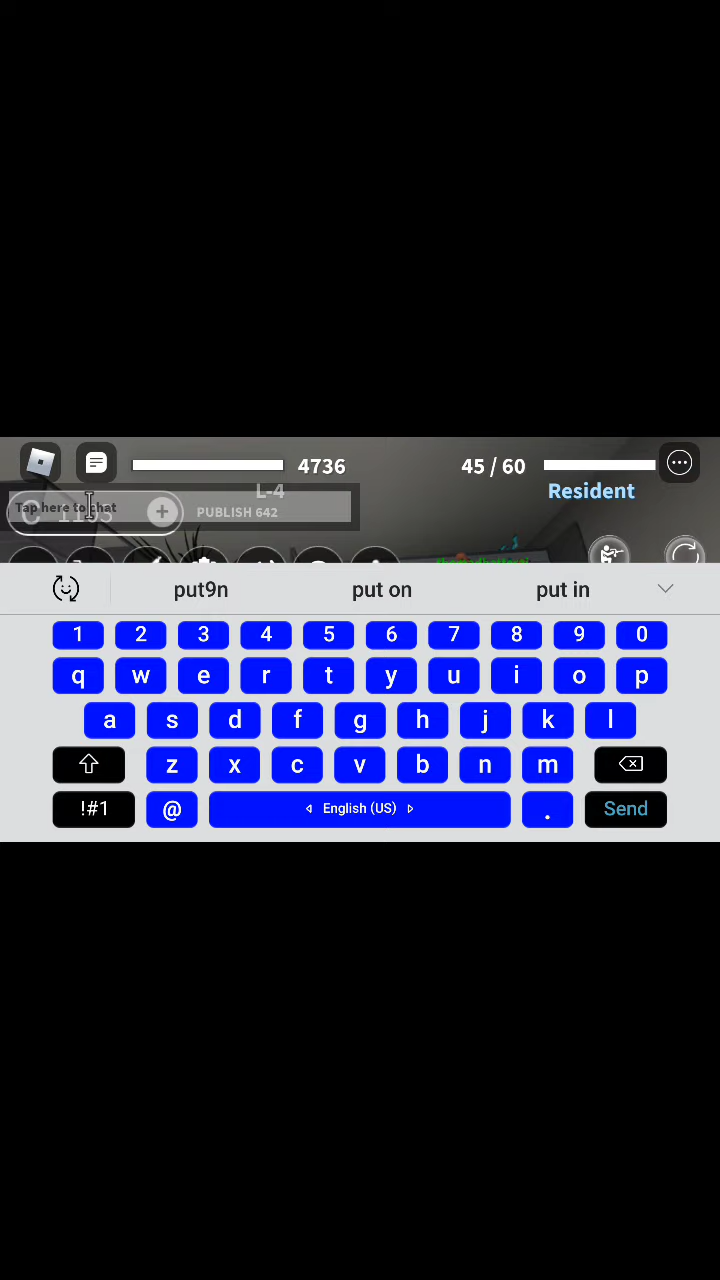 4736
45 / 60
L-4
Resident
Tap here to chat
PUBLISH 642
put9n put on put in
1 2 3 4 5 6 7 8 9 0
q w e r t y u i o p
a s d f g h j k l
z x c v b n m
!#1 @ English (US) . Send